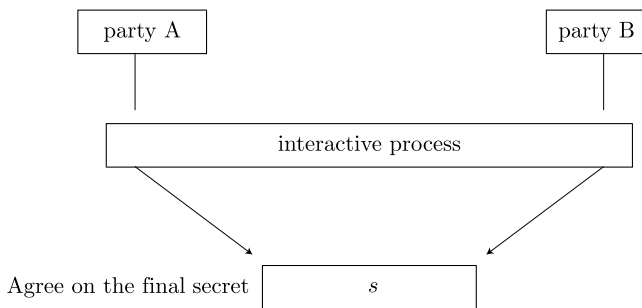 party A
party B
interactive process
Agree on the final secret
s